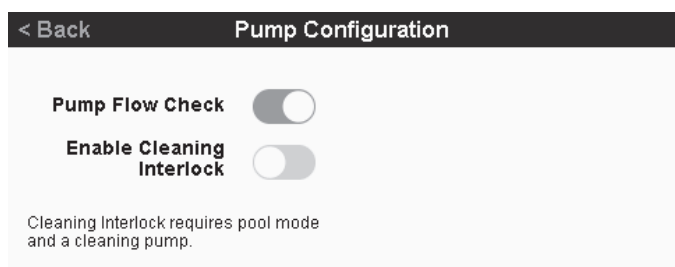 < Back Pump Configuration
Pump Flow Check
Enable Cleaning
Interlock
Cleaning Interlock requires pool mode
and a cleaning pump.